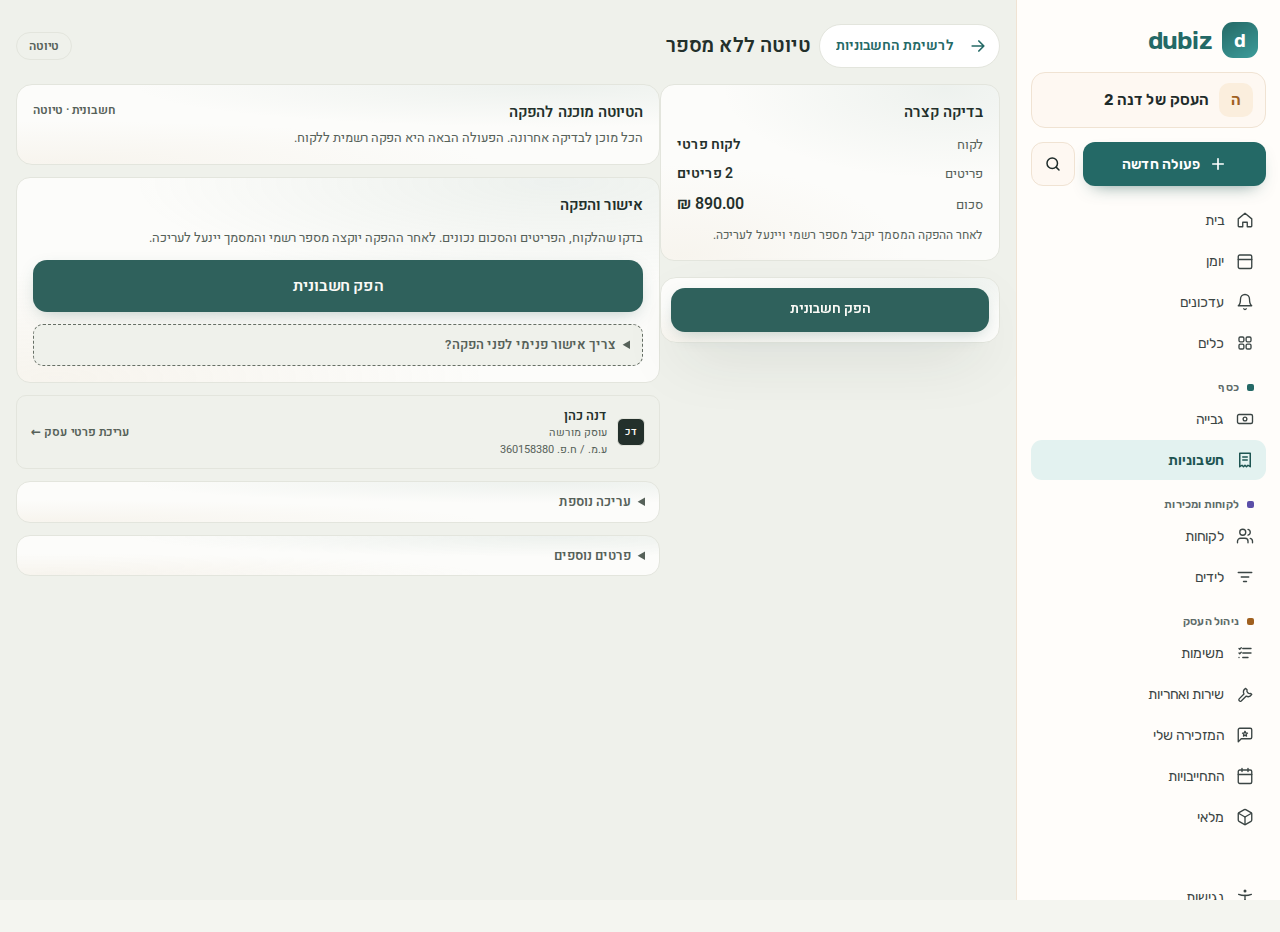 dubiz
d
ה
העסק של דנה 2
פעולה חדשה
בית
יומן
עדכונים
כלים
כסף
גבייה
חשבוניות
לקוחות ומכירות
לקוחות
לידים
ניהול העסק
משימות
שירות ואחריות
המזכירה שלי
התחייבויות
מלאי
נגישות
לרשימת החשבוניות
טיוטה ללא מספר
טיוטה
בדיקה קצרה
לקוח
לקוח פרטי
פריטים
2 פריטים
סכום
890.00 ₪
לאחר ההפקה המסמך יקבל מספר רשמי ויינעל לעריכה.
הפק חשבונית
הטיוטה מוכנה להפקה
חשבונית · טיוטה
הכל מוכן לבדיקה אחרונה. הפעולה הבאה היא הפקה רשמית ללקוח.
אישור והפקה
בדקו שהלקוח, הפריטים והסכום נכונים. לאחר ההפקה יוקצה מספר רשמי והמסמך יינעל לעריכה.
הפק חשבונית
צריך אישור פנימי לפני הפקה?
דכ
דנה כהן
עוסק מורשה
ע.מ. / ח.פ. 360158380
עריכת פרטי עסק ←
עריכה נוספת
פרטים נוספים